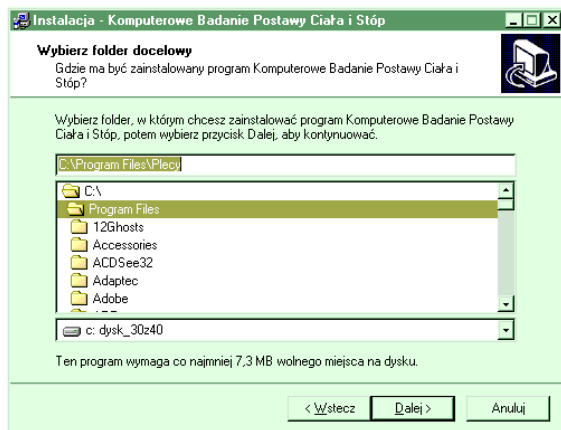 Instalacja - Komputerowe Badanie Postawy Ciała i Stóp
Wybierz folder docelowy
Gdzie ma być zainstalowany program Komputerowe Badanie Postawy Ciała i
Stóp?
Wybierz folder, w którym chcesz zainstalować program Komputerowe Badanie Postawy
Ciała i Stóp, potem wybierz przycisk Dalej, aby kontynuować.
C:\Program Files\Plecy
C:\
Program Files
12Ghosts
Accessories
ACDSee32
Adaptec
Adobe
c: dysk_30z40
Ten program wymaga co najmniej 7,3 MB wolnego miejsca na dysku.
< Wstecz
Dalej >
Anuluj